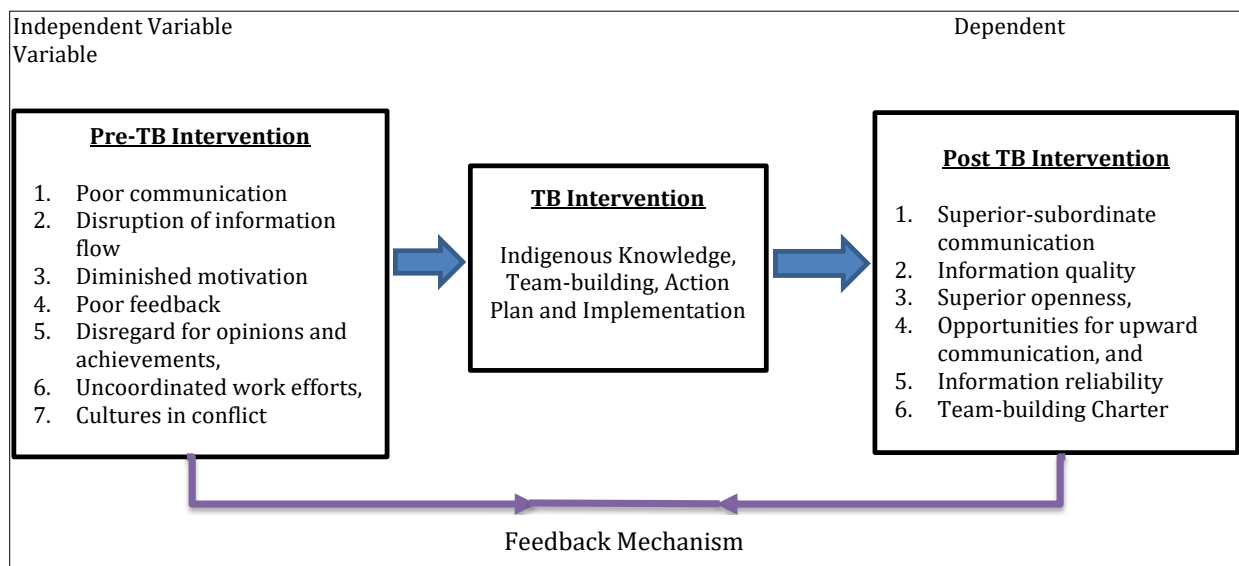 Independent Variable Dependent
Variable
Pre-TB Intervention
1. Poor communication
2. Disruption of information
flow
3. Diminished motivation
4. Poor feedback
5. Disregard for opinions and
achievements,
6. Uncoordinated work efforts,
7. Cultures in conflict
TB Intervention
Indigenous Knowledge,
Team-building, Action
Plan and Implementation
Post TB Intervention
1. Superior-subordinate
communication
2. Information quality
3. Superior openness,
4. Opportunities for upward
communication, and
5. Information reliability
6. Team-building Charter
Feedback Mechanism